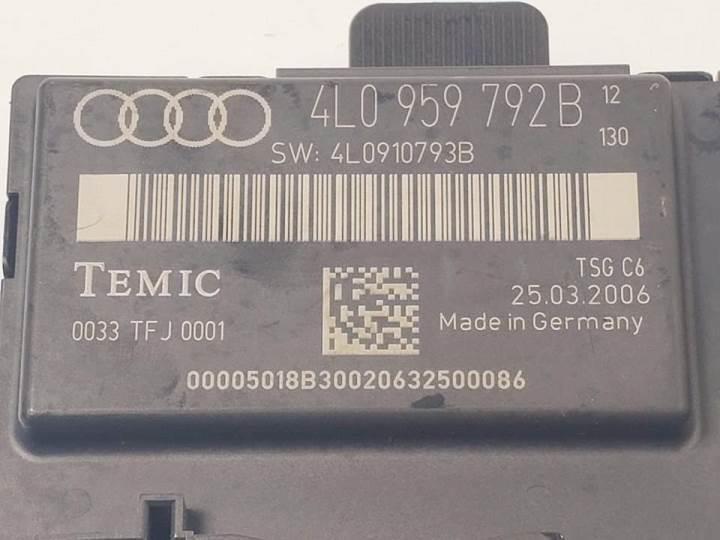 4L0 959 792B 12
130
SW: 4L0910793B
TEMIC
TSG C6
25.03.2006
0033 TFJ 0001
Made in Germany
00005018B30020632500086